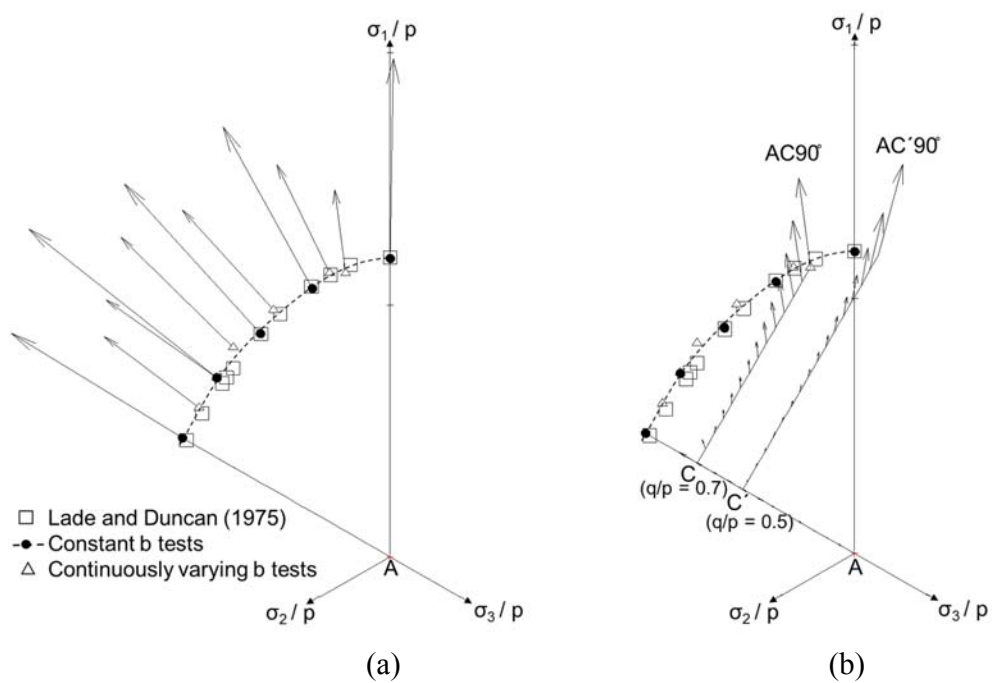 σ1 / p
□ Lade and Duncan (1975)
-●- Constant b tests
△ Continuously varying b tests
A
σ2 / p
σ3 / p
(a)
σ1 / p
AC90°
AC´90°
C
(q/p = 0.7)
C´
(q/p = 0.5)
A
σ2 / p
σ3 / p
(b)